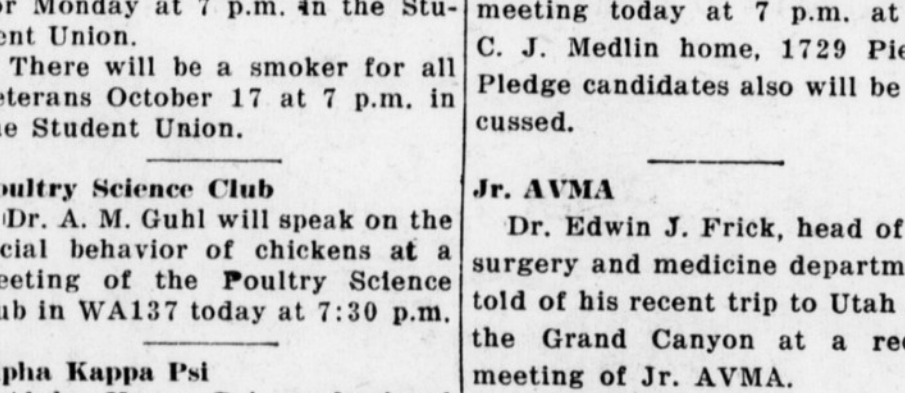 r Monday at 7 p.m. in the Stu-
ent Union.
There will be a smoker for all
eterans October 17 at 7 p.m. in
e Student Union.
oultry Science Club
Dr. A. M. Guhl will speak on the
cial behavior of chickens at a
eeting of the Poultry Science
ub in WA137 today at 7:30 p.m.
pha Kappa Psi
meeting today at 7 p.m. at
C. J. Medlin home, 1729 Pie
Pledge candidates also will be
cussed.
Jr. AVMA
Dr. Edwin J. Frick, head of
surgery and medicine departm
told of his recent trip to Utah
the Grand Canyon at a rec
meeting of Jr. AVMA.